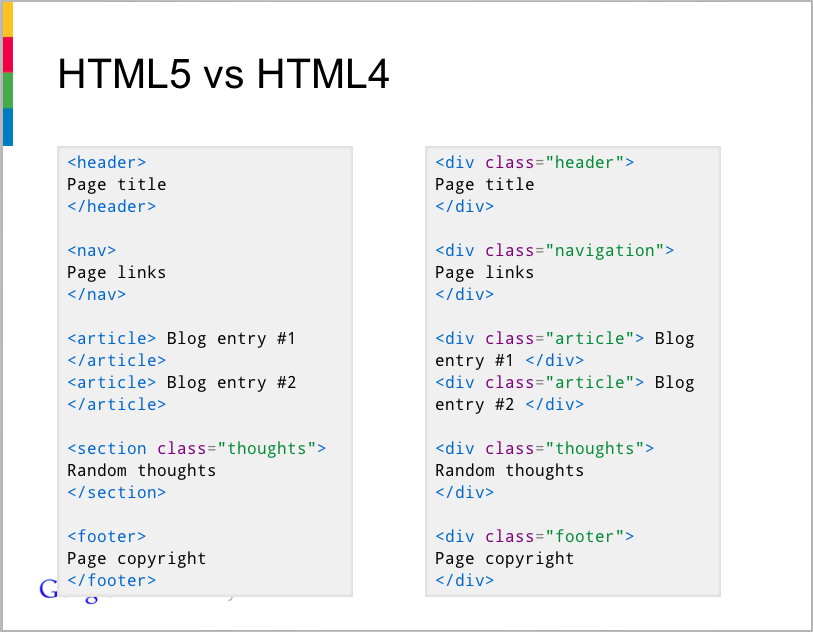 HTML5 vs HTML4
<header>
Page title
</header>
<nav>
Page links
</nav>
<article> Blog entry #1
</article>
<article> Blog entry #2
</article>
<section class="thoughts">
Random thoughts
</section>
<footer>
Page copyright
</footer>
<div class="header">
Page title
</div>
<div class="navigation">
Page links
</div>
<div class="article"> Blog
entry #1 </div>
<div class="article"> Blog
entry #2 </div>
<div class="thoughts">
Random thoughts
</div>
<div class="footer">
Page copyright
</div>